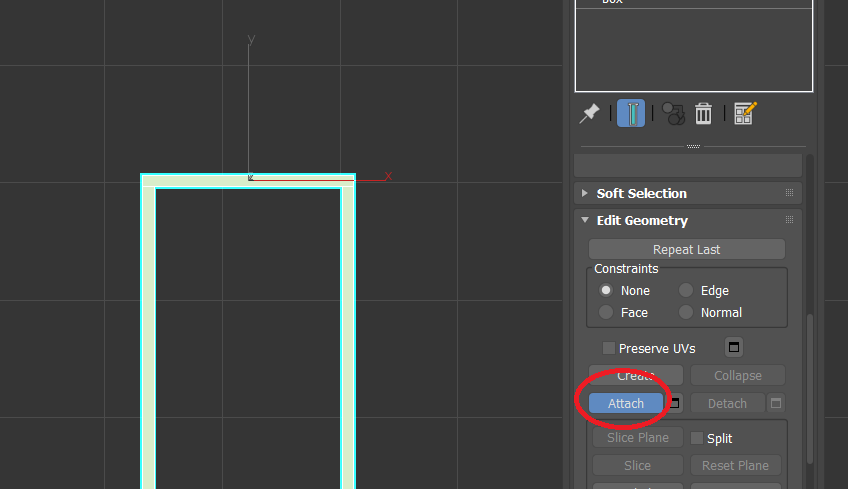 Box
y
x
Soft Selection
Edit Geometry
Repeat Last
Constraints
None Edge
Face Normal
Preserve UVs
Create Collapse
Attach Detach
Slice Plane Split
Slice Reset Plane